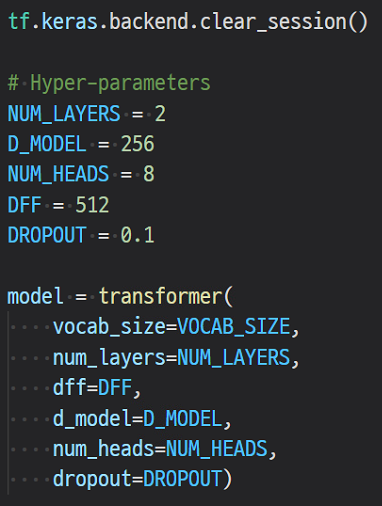 tf.keras.backend.clear_session()

# Hyper-parameters
NUM_LAYERS = 2
D_MODEL = 256
NUM_HEADS = 8
DFF = 512
DROPOUT = 0.1

model = transformer(
    vocab_size=VOCAB_SIZE,
    num_layers=NUM_LAYERS,
    dff=DFF,
    d_model=D_MODEL,
    num_heads=NUM_HEADS,
    dropout=DROPOUT)